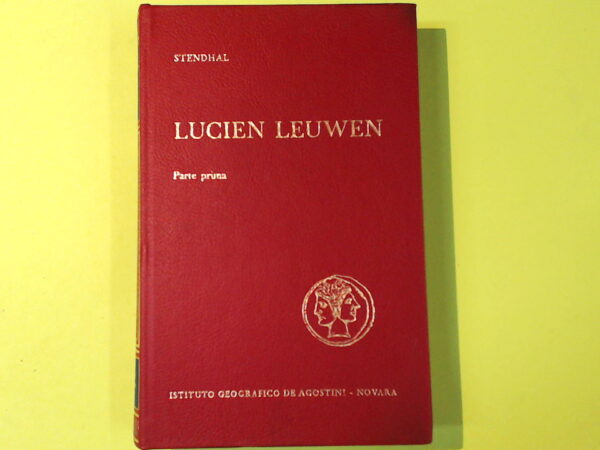 STENDHAL
LUCIEN LEUWEN
Parte prima
ISTITUTO GEOGRAFICO DE AGOSTINI - NOVARA